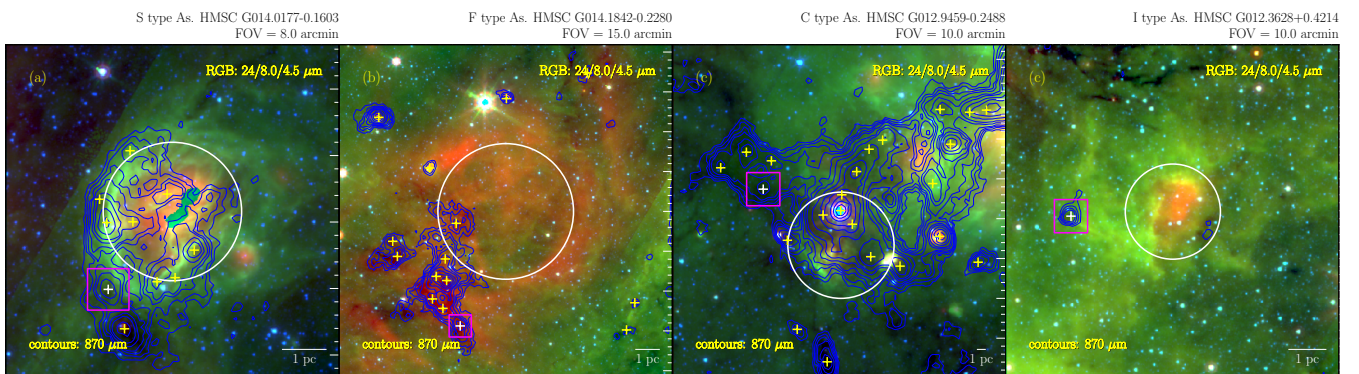 S type As. HMSC G014.0177-0.1603
FOV = 8.0 arcmin
(a)
RGB: 24/8.0/4.5 μm
contours: 870 μm
1 pc
F type As. HMSC G014.1842-0.2280
FOV = 15.0 arcmin
(b)
RGB: 24/8.0/4.5 μm
contours: 870 μm
1 pc
C type As. HMSC G012.9459-0.2488
FOV = 10.0 arcmin
(c)
RGB: 24/8.0/4.5 μm
contours: 870 μm
1 pc
I type As. HMSC G012.3628+0.4214
FOV = 10.0 arcmin
(c)
RGB: 24/8.0/4.5 μm
contours: 870 μm
1 pc